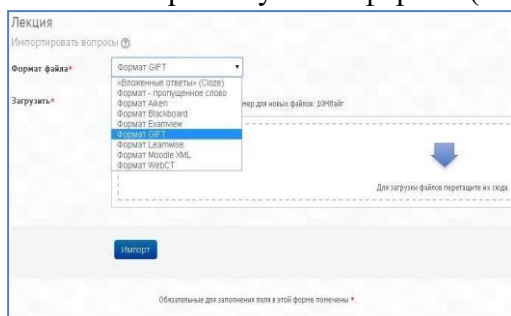 Лекция
Импортировать вопросы
Формат файла*
Формат GIFT
«Вложенные ответы» (Cloze)
Формат - пропущенное слово
Формат Aiken
Формат Blackboard
Формат Examview
Формат GIFT
Формат Learnwise
Формат Moodle XML
Формат WebCT
Загрузить*
мер для новых файлов: 10Мбайт
Для загрузки файлов перетащите их сюда.
Импорт
Обязательные для заполнения поля в этой форме помечены *.